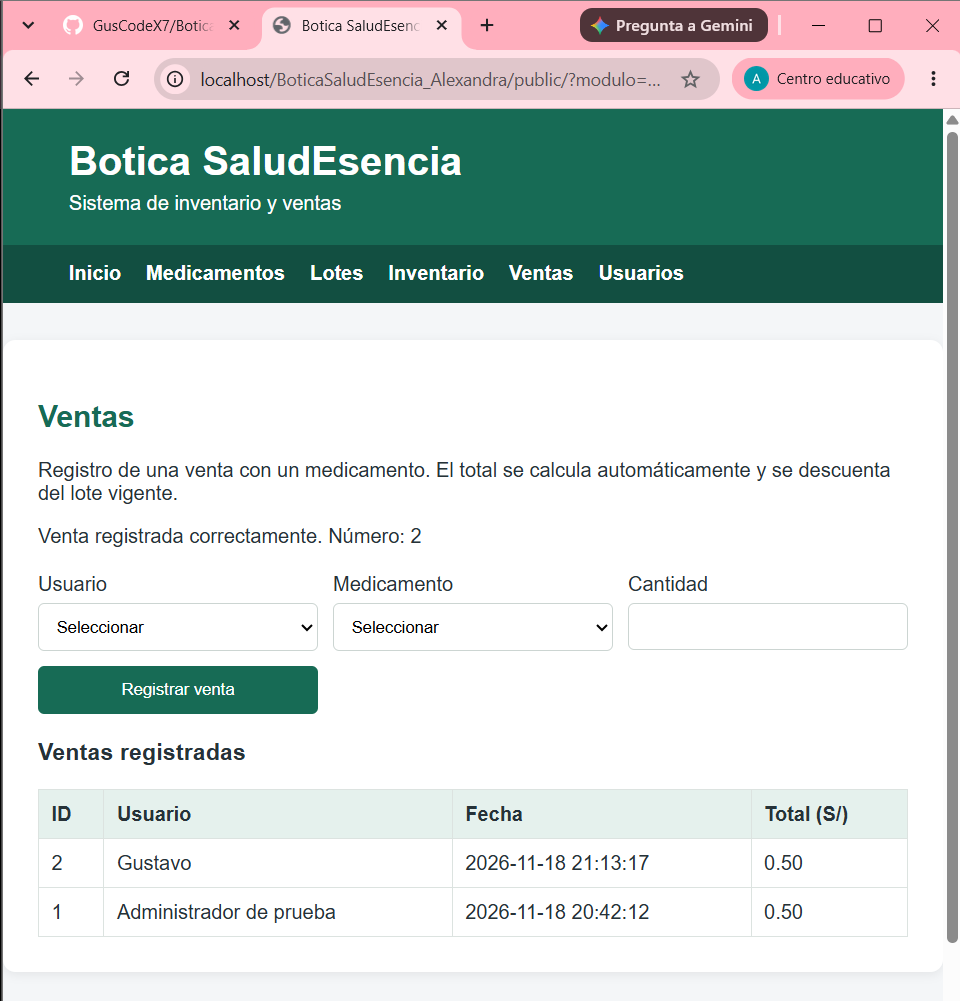 GusCodeX7/Botica
Botica SaludEsenc
Pregunta a Gemini
localhost/BoticaSaludEsencia_Alexandra/public/?modulo=...
A
Centro educativo
Botica SaludEsencia
Sistema de inventario y ventas
Inicio Medicamentos Lotes Inventario Ventas Usuarios
Ventas
Registro de una venta con un medicamento. El total se calcula automáticamente y se descuenta
del lote vigente.
Venta registrada correctamente. Número: 2
Usuario Medicamento Cantidad
Seleccionar Seleccionar
Registrar venta
Ventas registradas
ID Usuario Fecha Total (S/)
2 Gustavo 2026-11-18 21:13:17 0.50
1 Administrador de prueba 2026-11-18 20:42:12 0.50